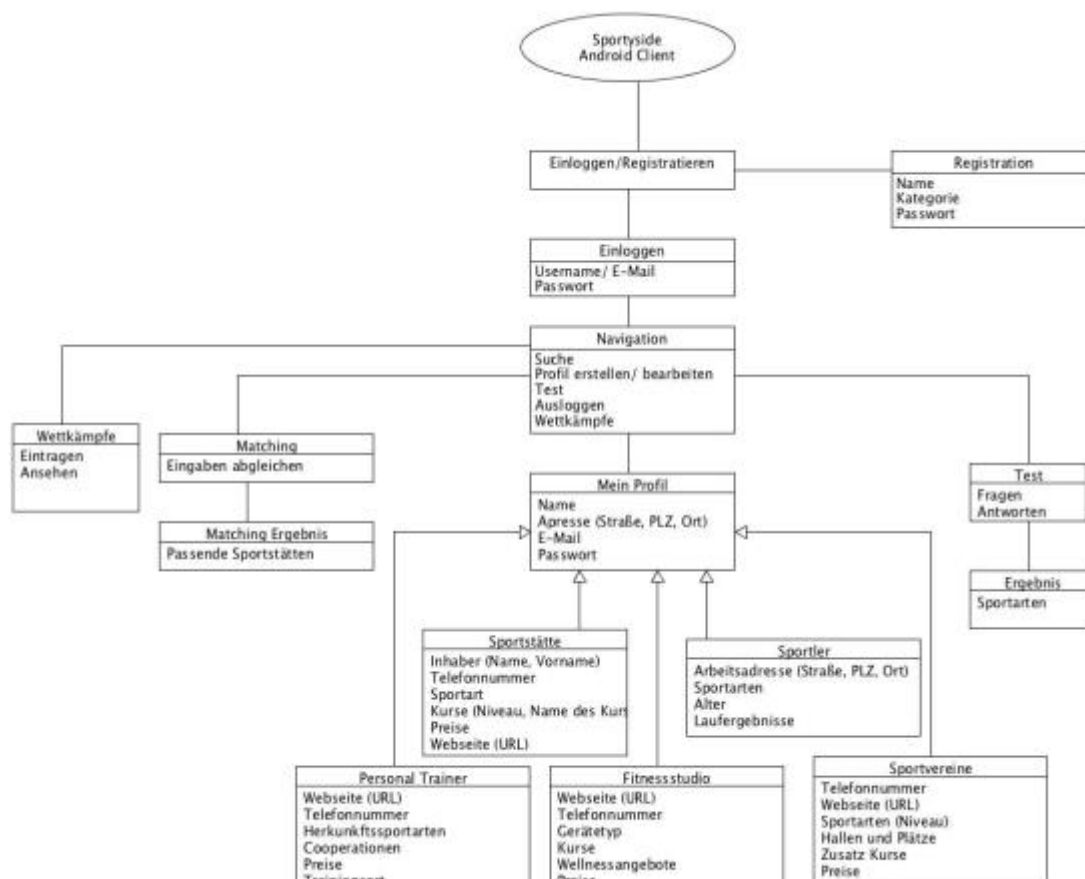 Sportyside
Android Client
Einloggen/Registratieren
Registration
Name
Kategorie
Passwort
Einloggen
Username/ E-Mail
Passwort
Navigation
Suche
Profil erstellen/ bearbeiten
Test
Ausloggen
Wettkämpfe
Wettkämpfe
Eintragen
Ansehen
Matching
Eingaben abgleichen
Matching Ergebnis
Passende Sportstätten
Mein Profil
Name
Apresse (Straße, PLZ, Ort)
E-Mail
Passwort
Test
Fragen
Antworten
Ergebnis
Sportarten
Sportstätte
Inhaber (Name, Vorname)
Telefonnummer
Sportart
Kurse (Niveau, Name des Kurs
Preise
Webseite (URL)
Sportler
Arbeitsadresse (Straße, PLZ, Ort)
Sportarten
Alter
Laufergebnisse
Personal Trainer
Webseite (URL)
Telefonnummer
Herkunkftssportarten
Cooperationen
Preise
Fitnessstudio
Webseite (URL)
Telefonnummer
Gerätetyp
Kurse
Wellnessangebote
Preise
Sportvereine
Telefonnummer
Webseite (URL)
Sportarten (Niveau)
Hallen und Plätze
Zusatz Kurse
Preise